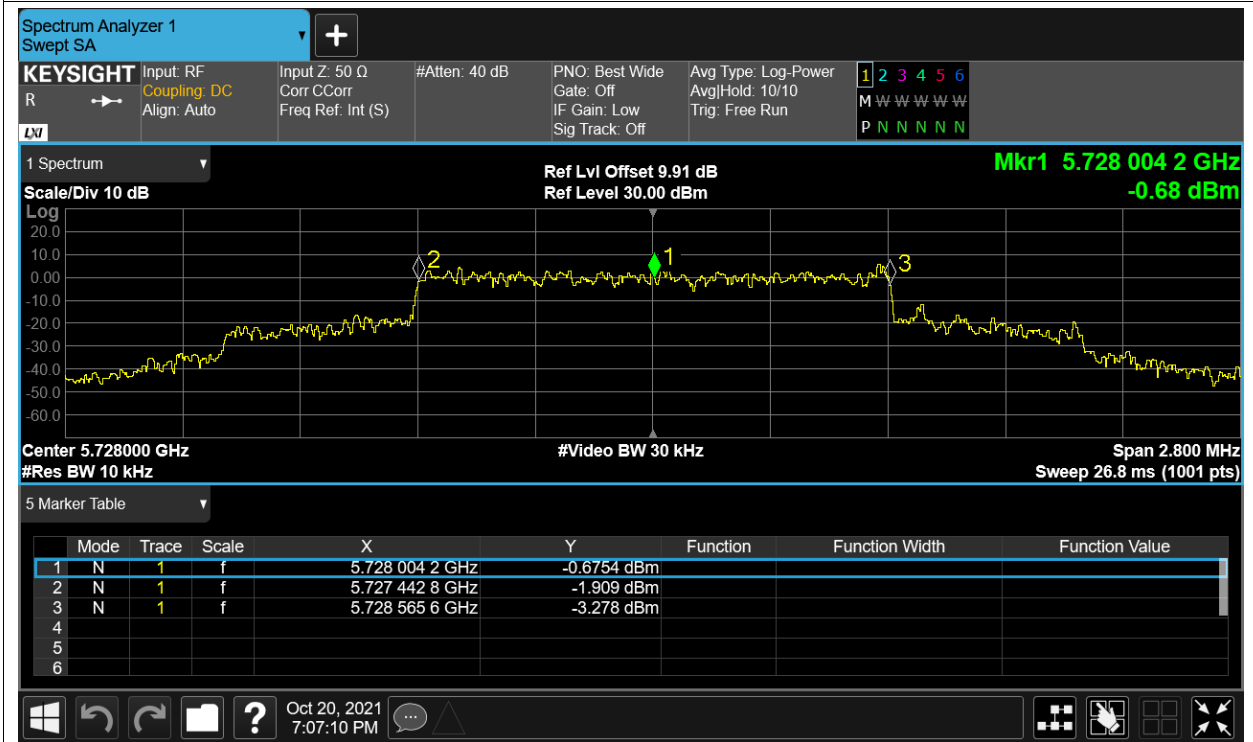 Spectrum Analyzer 1
Swept SA
KEYSIGHT
R
LXI
Input: RF
Coupling: DC
Align: Auto
Input Z: 50 Ω
Corr CCorr
Freq Ref: Int (S)
#Atten: 40 dB
PNO: Best Wide
Gate: Off
IF Gain: Low
Sig Track: Off
Avg Type: Log-Power
Avg|Hold: 10/10
Trig: Free Run
1 2 3 4 5 6
M W W W W W
P N N N N N
1 Spectrum
Scale/Div 10 dB
Ref Lvl Offset 9.91 dB
Ref Level 30.00 dBm
Mkr1 5.728 004 2 GHz
-0.68 dBm
Log
20.0
10.0
0.00
-10.0
-20.0
-30.0
-40.0
-50.0
-60.0
2
1
3
Center 5.728000 GHz
#Video BW 30 kHz
Span 2.800 MHz
#Res BW 10 kHz
Sweep 26.8 ms (1001 pts)
5 Marker Table
Mode Trace Scale X Y Function Function Width Function Value
1 N 1 f 5.728 004 2 GHz -0.6754 dBm
2 N 1 f 5.727 442 8 GHz -1.909 dBm
3 N 1 f 5.728 565 6 GHz -3.278 dBm
4
5
6
?
Oct 20, 2021
7:07:10 PM